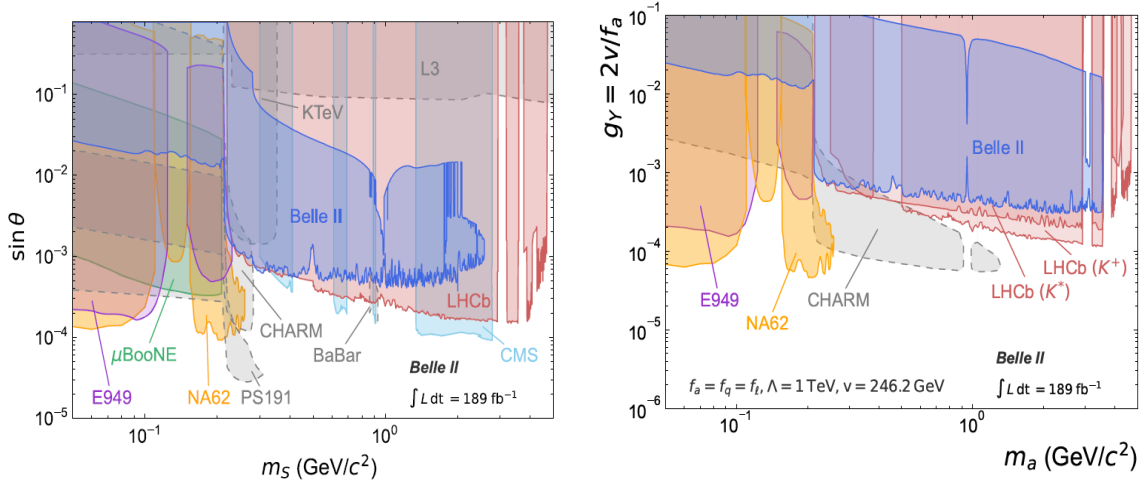 10⁻¹
10⁻²
10⁻³
10⁻⁴
10⁻⁵
sin θ
L3
KTeV
Belle II
LHCb
CHARM
BaBar
CMS
μBooNE
E949
NA62
PS191
Belle II
∫L dt = 189 fb⁻¹
10⁻¹
10⁰
m_S (GeV/c²)
10⁻¹
10⁻²
10⁻³
10⁻⁴
10⁻⁵
10⁻⁶
g_Y = 2v/f_a
Belle II
LHCb (K⁺)
LHCb (K*)
E949
CHARM
NA62
Belle II
f_a = f_q = f_ℓ, Λ = 1 TeV, v = 246.2 GeV
∫L dt = 189 fb⁻¹
10⁻¹
10⁰
m_a (GeV/c²)